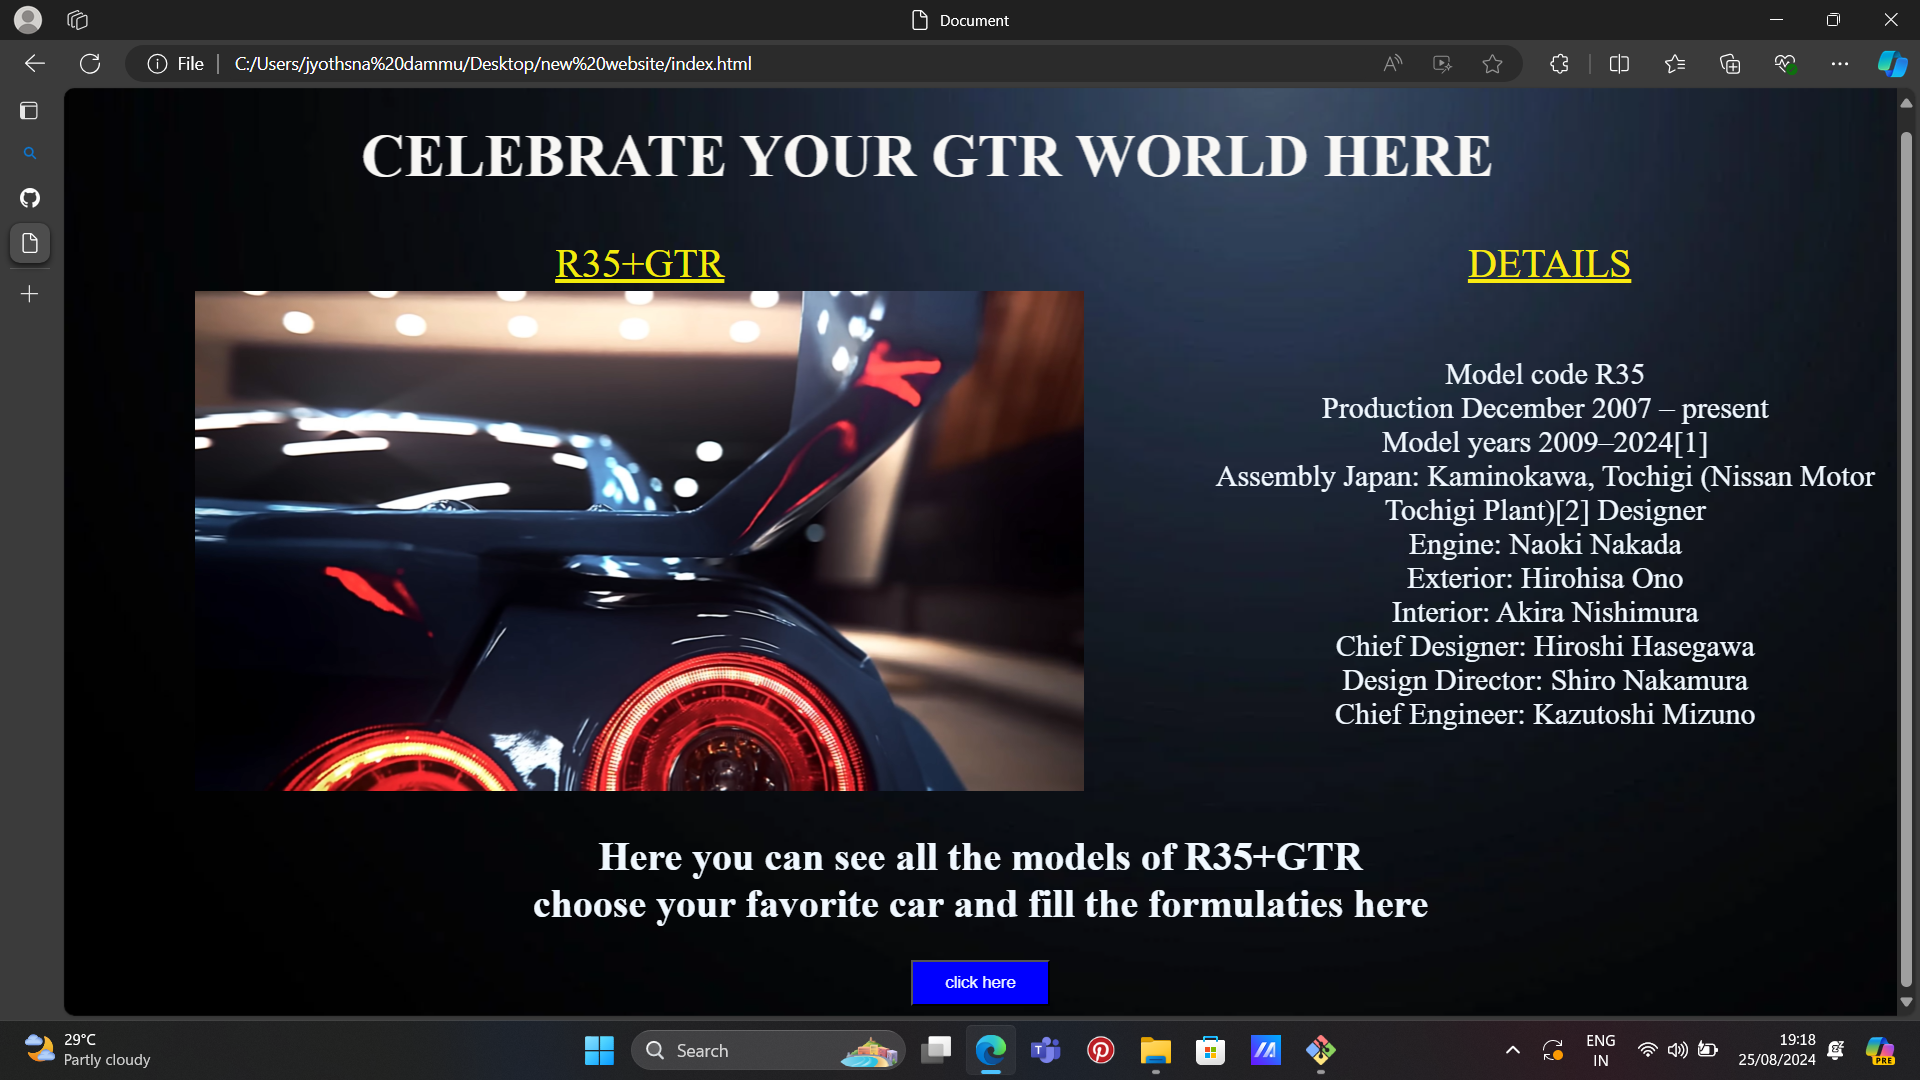 Document
File
C:/Users/jyothsna%20dammu/Desktop/new%20website/index.html
CELEBRATE YOUR GTR WORLD HERE
R35+GTR
DETAILS
Model code R35
Production December 2007 – present
Model years 2009–2024[1]
Assembly Japan: Kaminokawa, Tochigi (Nissan Motor
Tochigi Plant)[2] Designer
Engine: Naoki Nakada
Exterior: Hirohisa Ono
Interior: Akira Nishimura
Chief Designer: Hiroshi Hasegawa
Design Director: Shiro Nakamura
Chief Engineer: Kazutoshi Mizuno
Here you can see all the models of R35+GTR
choose your favorite car and fill the formulaties here
click here
29°C
Partly cloudy
Search
ENG
IN
19:18
25/08/2024
PRE